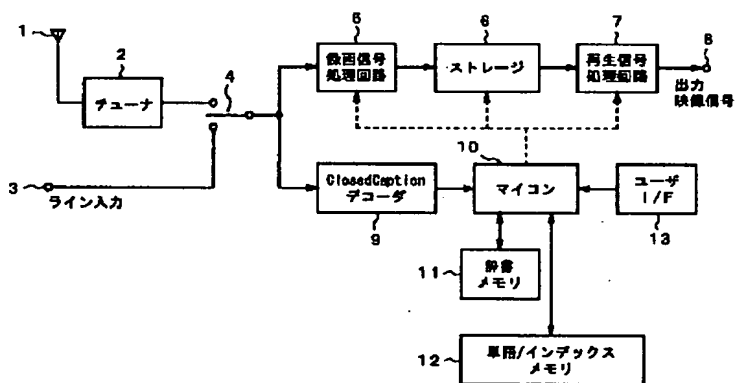 1
2
チューナ
3
ライン入力
4
5
録画信号
処理回路
6
ストレージ
7
再生信号
処理回路
8
出力
映像信号
ClosedCaption
デコーダ
9
10
マイコン
ユーザ
I/F
13
11
辞書
メモリ
12
単語/インデックス
メモリ